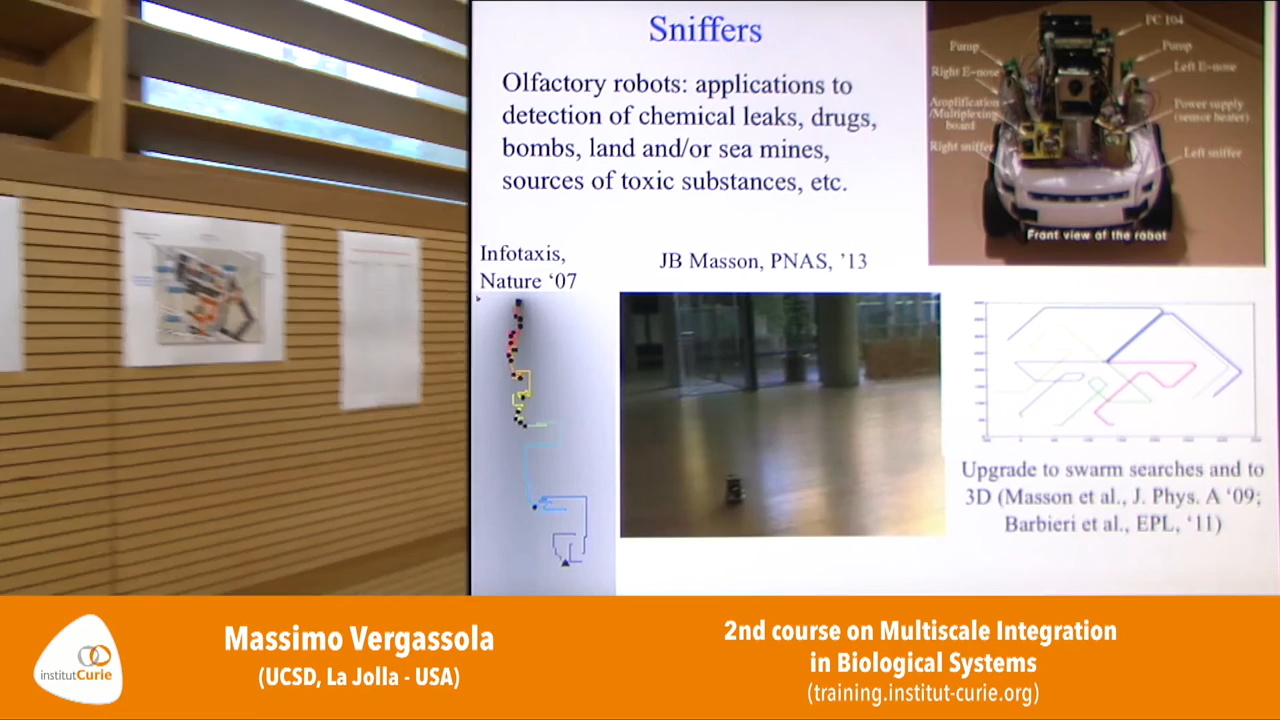 Sniffers
Olfactory robots: applications to
detection of chemical leaks, drugs,
bombs, land and/or sea mines,
sources of toxic substances, etc.
PC 104
Pump
Pump
Right E-nose
Left E-nose
Amplification
/Multiplexing
board
Power supply
(sensor heater)
Right sniffer
Left sniffer
Front view of the robot
Infotaxis,
Nature ‘07
JB Masson, PNAS, ’13
Upgrade to swarm searches and to
3D (Masson et al., J. Phys. A ‘09;
Barbieri et al., EPL, ‘11)
institutCurie
Massimo Vergassola
(UCSD, La Jolla - USA)
2nd course on Multiscale Integration
in Biological Systems
(training.institut-curie.org)